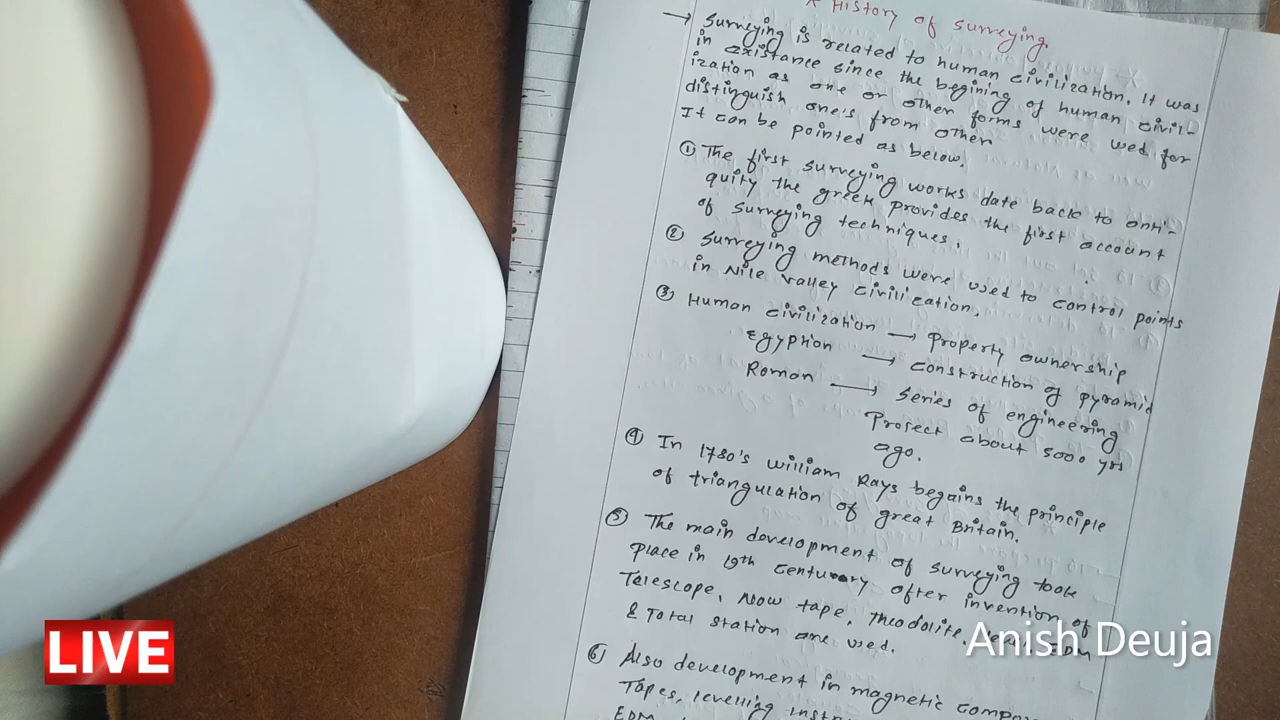 * History of surveying.
→ Surveying is related to human civilization. It was
in existance since the begining of human civil-
ization as one or other forms were used for
distinguish one's from other
It can be pointed as below.
① The first surveying works date back to anti-
quity the greek provides the first account
of surveying techniques.
② Surveying methods were used to control points
in Nile valley civilization.
③ Human civilization → Property ownership
Egyption → construction of pyramid
Roman → series of engineering
Project about 5000 yrs
ago.
④ In 1780's william Rays begains the principle
of triangulation of great Britain.
⑤ The main development of surveying took
place in 19th centurary after invention of
Telescope, Now tape, Theodolite, EDM
& Total station are used.
⑥ Also development in magnetic
Tapes, levelling
EDM
LIVE
Anish Deuja